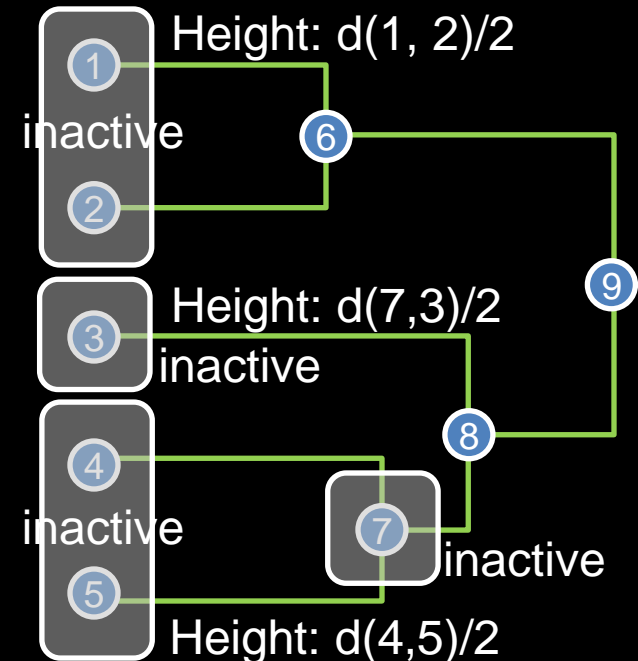 Height: d(1, 2)/2
1
inactive
6
2
9
Height: d(7,3)/2
3
inactive
8
4
inactive
7
inactive
5
Height: d(4,5)/2